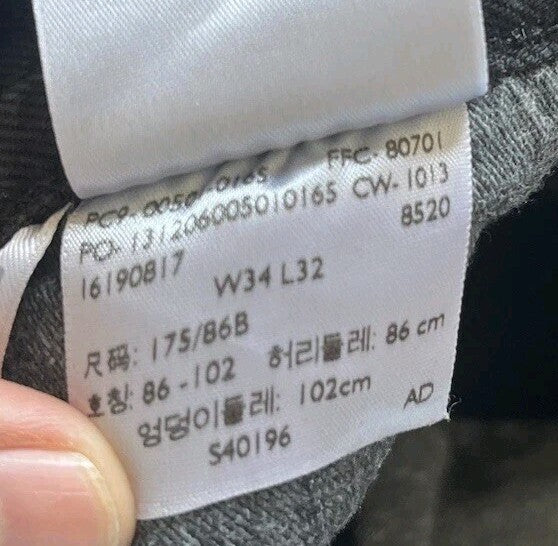 PC9-0050-0165 FFC- 80701
PO- 131206005010165 CW- 1013
16190817 8520
W34 L32
尺码: 175/86B
호칭: 86 -102 허리둘레: 86 cm
엉덩이둘레: 102cm
S40196 AD